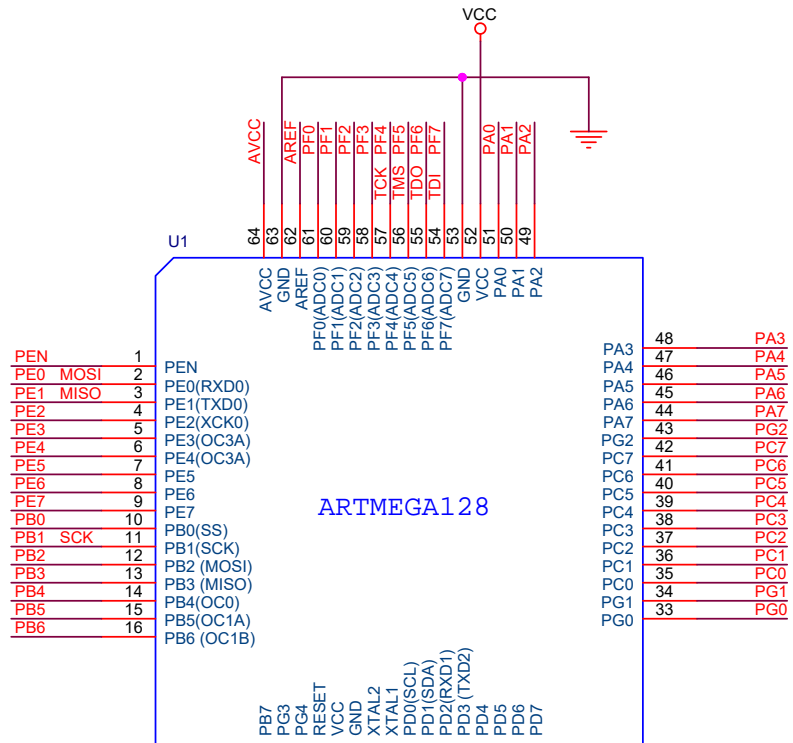 VCC
AVCC
AREF
PF0
PF1
PF2
PF3
TCK PF4
TMS PF5
TDO PF6
TDI PF7
PA0
PA1
PA2
U1
64
63
62
61
60
59
58
57
56
55
54
53
52
51
50
49
AVCC
GND
AREF
PF0(ADC0)
PF1(ADC1)
PF2(ADC2)
PF3(ADC3)
PF4(ADC4)
PF5(ADC5)
PF6(ADC6)
PF7(ADC7)
GND
VCC
PA0
PA1
PA2
PEN 1 PEN
PE0 MOSI 2 PE0(RXD0)
PE1 MISO 3 PE1(TXD0)
PE2 4 PE2(XCK0)
PE3 5 PE3(OC3A)
PE4 6 PE4(OC3A)
PE5 7 PE5
PE6 8 PE6
PE7 9 PE7
PB0 10 PB0(SS)
PB1 SCK 11 PB1(SCK)
PB2 12 PB2 (MOSI)
PB3 13 PB3 (MISO)
PB4 14 PB4(OC0)
PB5 15 PB5(OC1A)
PB6 16 PB6 (OC1B)
ARTMEGA128
PA3 48 PA3
PA4 47 PA4
PA5 46 PA5
PA6 45 PA6
PA7 44 PA7
PG2 43 PG2
PC7 42 PC7
PC6 41 PC6
PC5 40 PC5
PC4 39 PC4
PC3 38 PC3
PC2 37 PC2
PC1 36 PC1
PC0 35 PC0
PG1 34 PG1
PG0 33 PG0
PB7
PG3
PG4
RESET
VCC
GND
XTAL2
XTAL1
PD0(SCL)
PD1(SDA)
PD2(RXD1)
PD3 (TXD2)
PD4
PD5
PD6
PD7